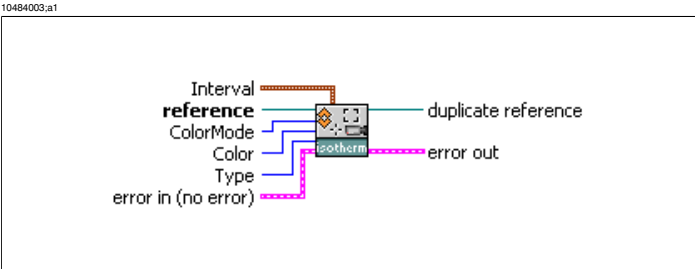 10484003;a1
Interval
reference
duplicate reference
ColorMode
Color
isotherm
error out
Type
error in (no error)